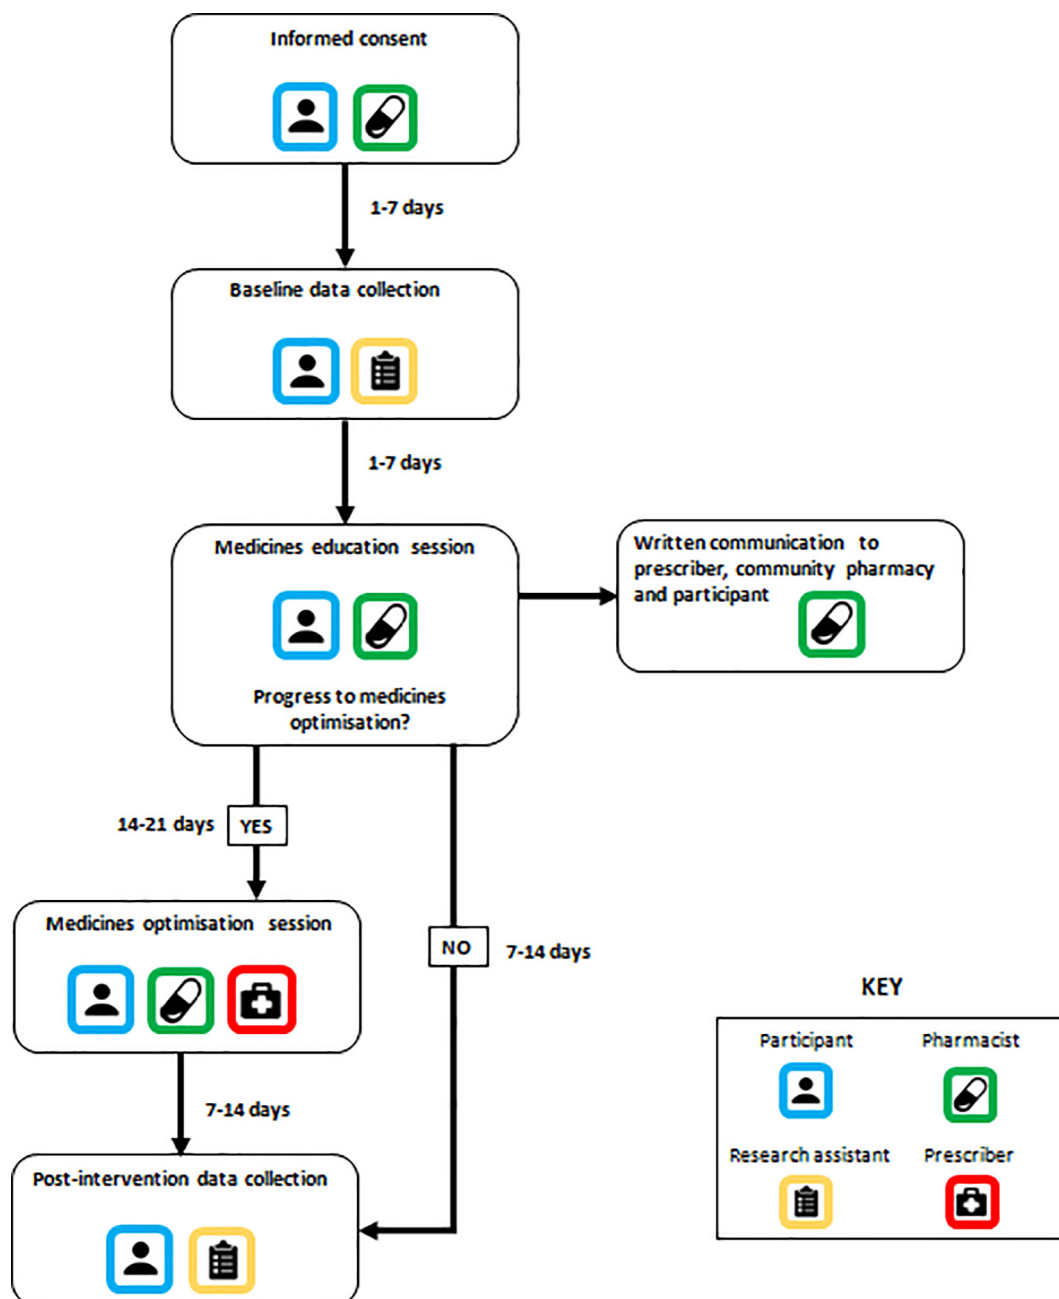 Informed consent
1-7 days
Baseline data collection
1-7 days
Medicines education session
Progress to medicines
optimisation?
Written communication to
prescriber, community pharmacy
and participant
14-21 days
YES
Medicines optimisation session
NO
7-14 days
7-14 days
Post-intervention data collection
KEY
Participant
Pharmacist
Research assistant
Prescriber